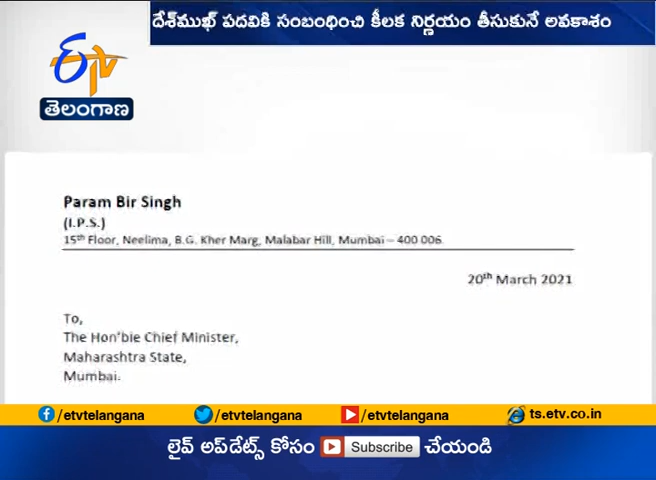 దేశ్‌ముఖ్ పదవికి సంబంధించి కీలక నిర్ణయం తీసుకునే అవకాశం
ETV
తెలంగాణ
Param Bir Singh
(I.P.S.)
15th Floor, Neelima, B.G. Kher Marg, Malabar Hill, Mumbai – 400 006.
20th March 2021
To,
The Hon'bie Chief Minister,
Maharashtra State,
Mumbai.
/etvtelangana /etvtelangana /etvtelangana ts.etv.co.in
లైవ్ అప్‌డేట్స్ కోసం Subscribe చేయండి